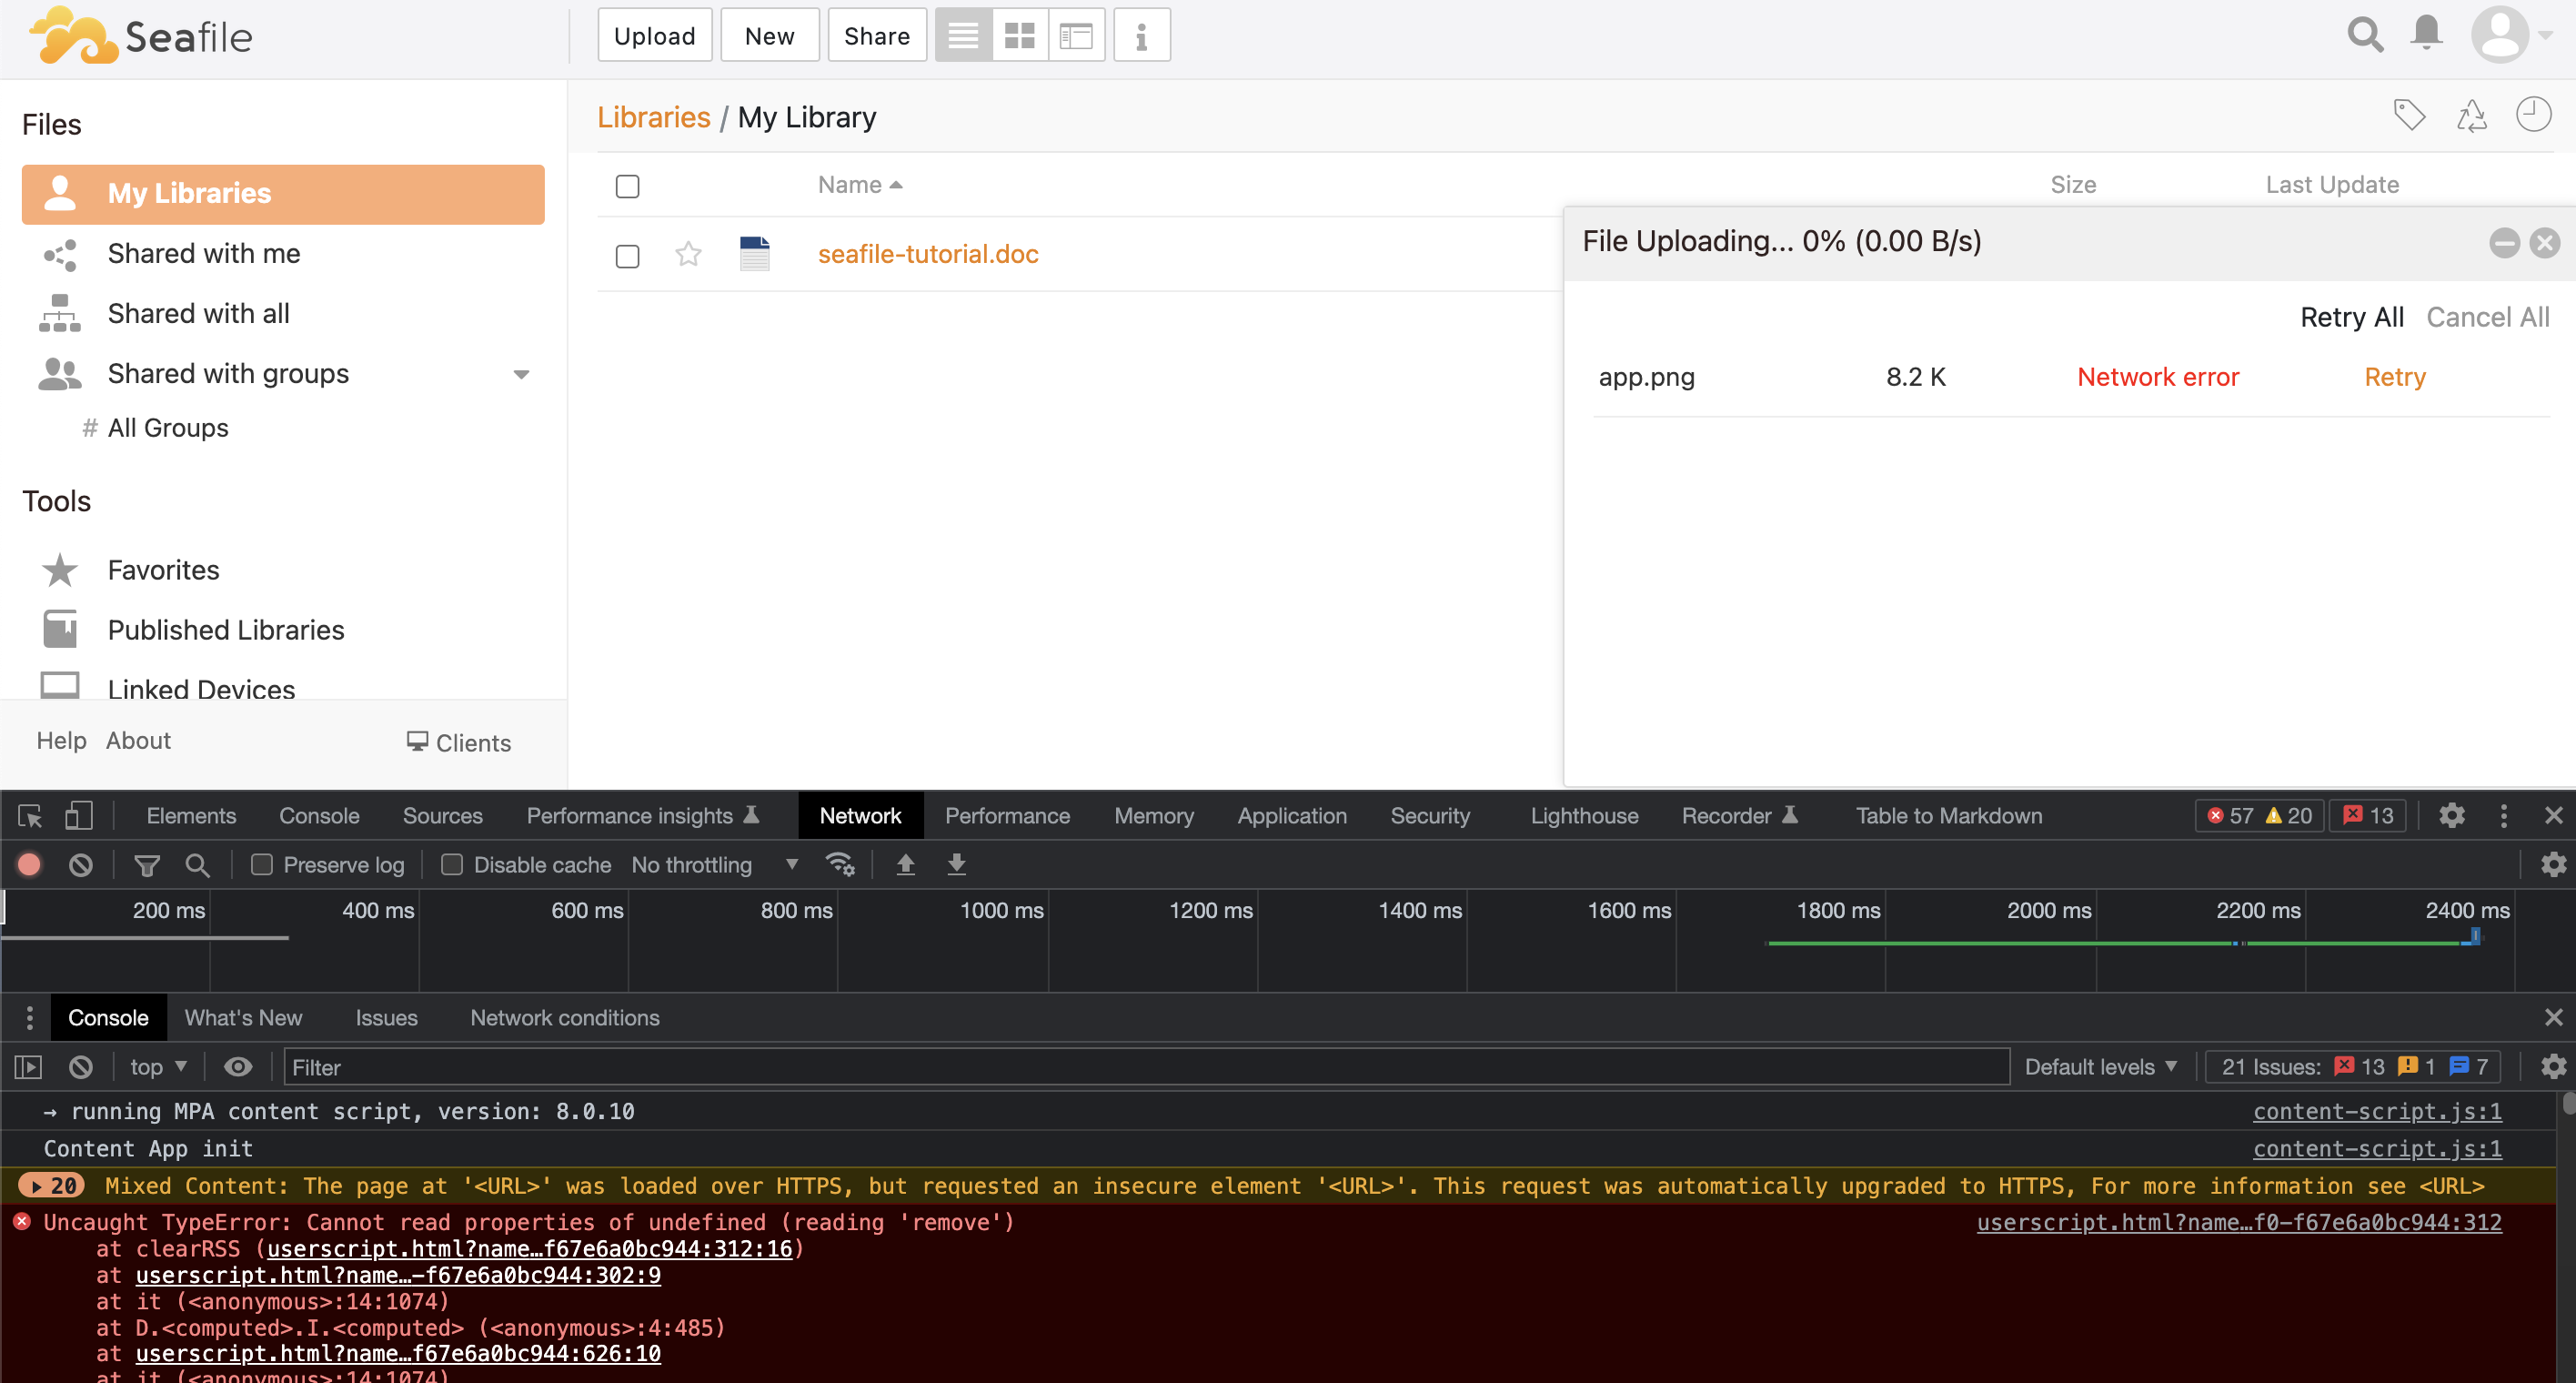 Seafile
Upload
New
Share
Files
My Libraries
Shared with me
Shared with all
Shared with groups
# All Groups
Tools
Favorites
Published Libraries
Linked Devices
Help About
Clients
Libraries / My Library
Name
Size
Last Update
seafile-tutorial.doc
File Uploading... 0% (0.00 B/s)
Retry All Cancel All
app.png 8.2 K Network error Retry
Elements Console Sources Performance insights Network Performance Memory Application Security Lighthouse Recorder Table to Markdown 57 20 13
Preserve log Disable cache No throttling
200 ms 400 ms 600 ms 800 ms 1000 ms 1200 ms 1400 ms 1600 ms 1800 ms 2000 ms 2200 ms 2400 ms
Console What's New Issues Network conditions
top Filter Default levels 21 Issues: 13 1 7
→ running MPA content script, version: 8.0.10 content-script.js:1
Content App init content-script.js:1
20 Mixed Content: The page at '<URL>' was loaded over HTTPS, but requested an insecure element '<URL>'. This request was automatically upgraded to HTTPS, For more information see <URL>
Uncaught TypeError: Cannot read properties of undefined (reading 'remove') userscript.html?name…f0-f67e6a0bc944:312
at clearRSS (userscript.html?name…f67e6a0bc944:312:16)
at userscript.html?name…-f67e6a0bc944:302:9
at it (<anonymous>:14:1074)
at D.<computed>.I.<computed> (<anonymous>:4:485)
at userscript.html?name…f67e6a0bc944:626:10
at it (<anonymous>:14:1074)